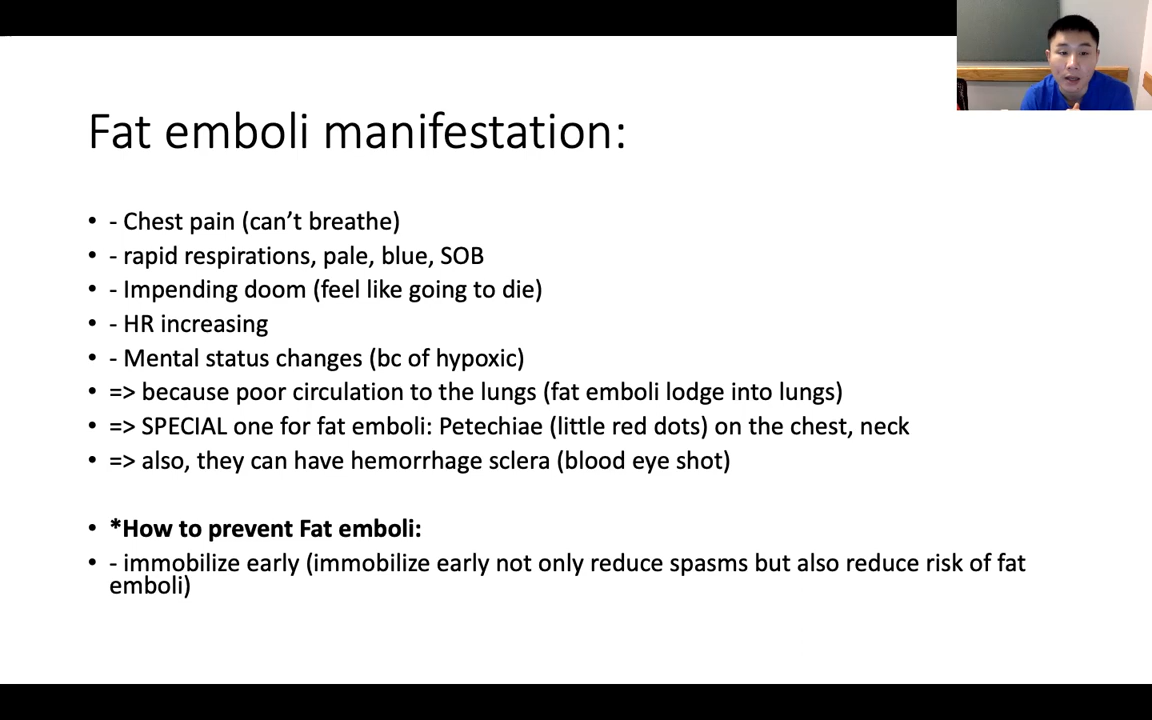 Fat emboli manifestation:
• - Chest pain (can't breathe)
• - rapid respirations, pale, blue, SOB
• - Impending doom (feel like going to die)
• - HR increasing
• - Mental status changes (bc of hypoxic)
• => because poor circulation to the lungs (fat emboli lodge into lungs)
• => SPECIAL one for fat emboli: Petechiae (little red dots) on the chest, neck
• => also, they can have hemorrhage sclera (blood eye shot)
• *How to prevent Fat emboli:
• - immobilize early (immobilize early not only reduce spasms but also reduce risk of fat
emboli)